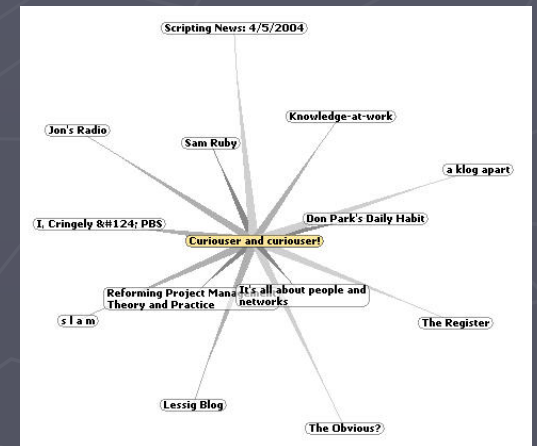 Scripting News: 4/5/2004
Knowledge-at-work
Jon's Radio
Sam Ruby
a klog apart
Don Park's Daily Habit
I, Cringely &#124; PBS
Curiouser and curiouser!
Reforming Project Management
Theory and Practice
It's all about people and
networks
s l a m
The Register
Lessig Blog
The Obvious?